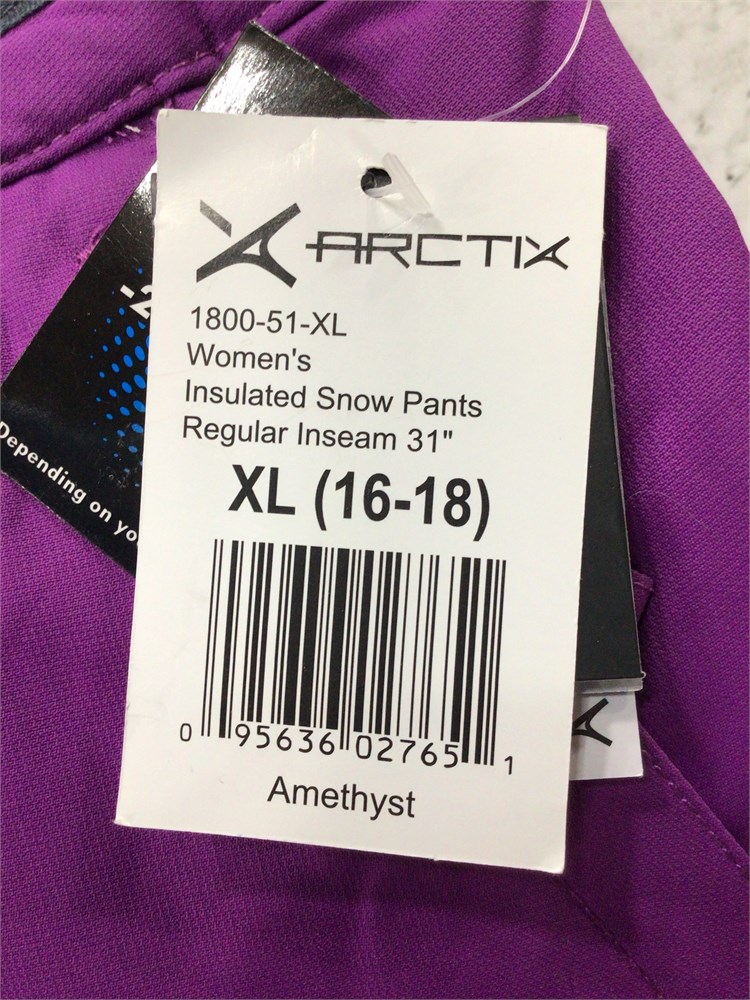 ARCTIX
1800-51-XL
Women's
Insulated Snow Pants
Regular Inseam 31"
XL (16-18)
0 95636 02765 1
Amethyst
Depending on